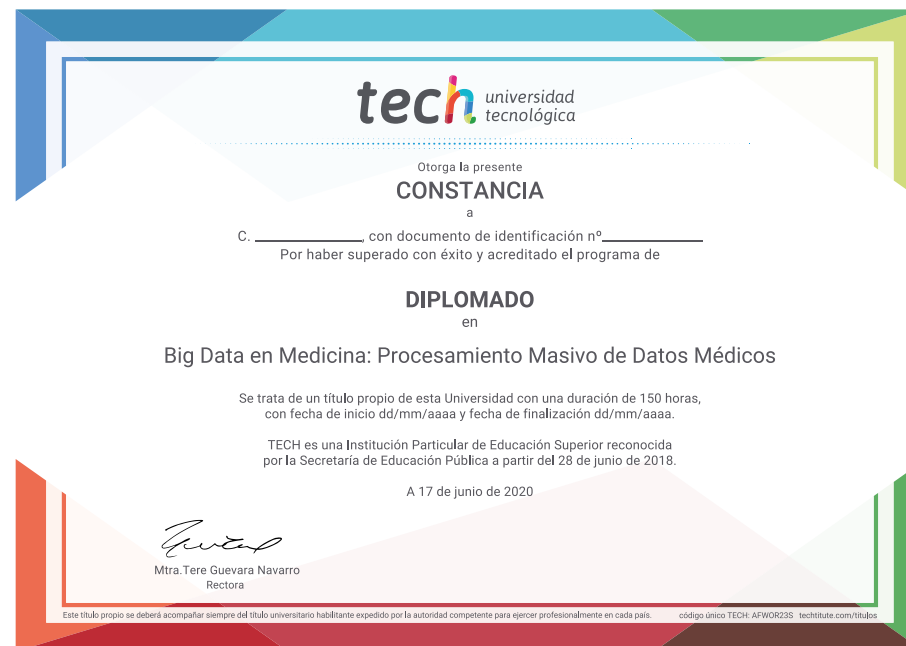 tech universidad
tecnológica
Otorga la presente
CONSTANCIA
a
C. ____________, con documento de identificación nº____________
Por haber superado con éxito y acreditado el programa de
DIPLOMADO
en
Big Data en Medicina: Procesamiento Masivo de Datos Médicos
Se trata de un título propio de esta Universidad con una duración de 150 horas,
con fecha de inicio dd/mm/aaaa y fecha de finalización dd/mm/aaaa.
TECH es una Institución Particular de Educación Superior reconocida
por la Secretaría de Educación Pública a partir del 28 de junio de 2018.
A 17 de junio de 2020
Mtra.Tere Guevara Navarro
Rectora
Este título propio se deberá acompañar siempre del título universitario habilitante expedido por la autoridad competente para ejercer profesionalmente en cada país. código único TECH: AFWOR23S techtitute.com/titulos